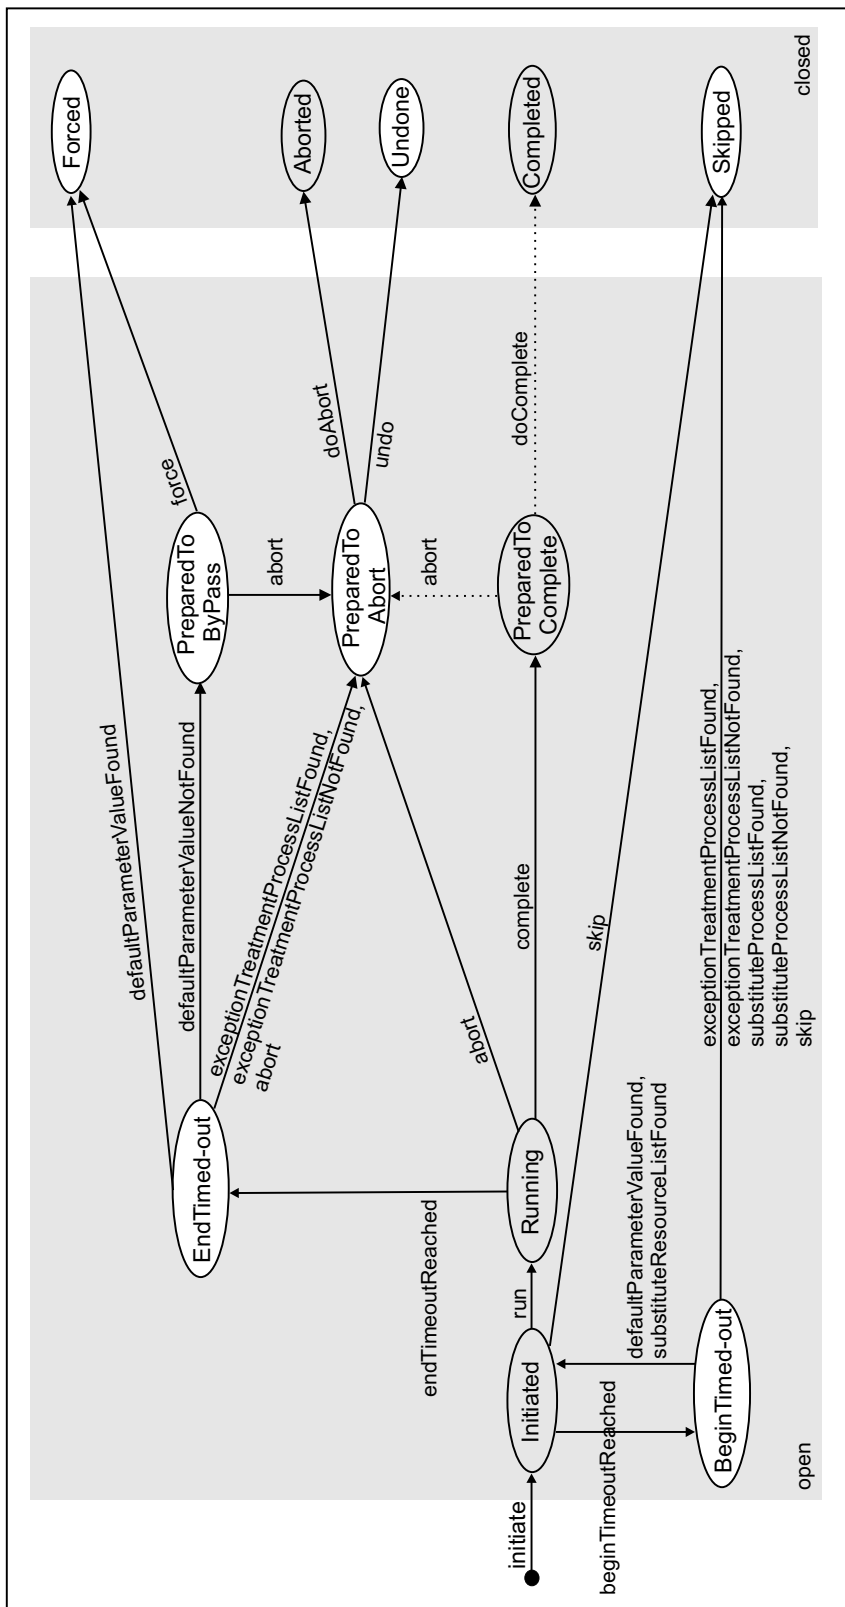 Forced
Aborted
Undone
Completed
Skipped
closed
force
doAbort
undo
doComplete
PreparedTo
ByPass
abort
PreparedTo
Abort
abort
PreparedTo
Complete
defaultParameterValueFound
defaultParameterValueNotFound
exceptionTreatmentProcessListFound,
exceptionTreatmentProcessListNotFound,
abort
abort
complete
skip
exceptionTreatmentProcessListFound,
exceptionTreatmentProcessListNotFound,
substituteProcessListFound,
substituteProcessListNotFound,
skip
EndTimed-out
Running
endTimeoutReached
run
defaultParameterValueFound,
substituteResourceListFound
Initiated
BeginTimed-out
initiate
beginTimeoutReached
open